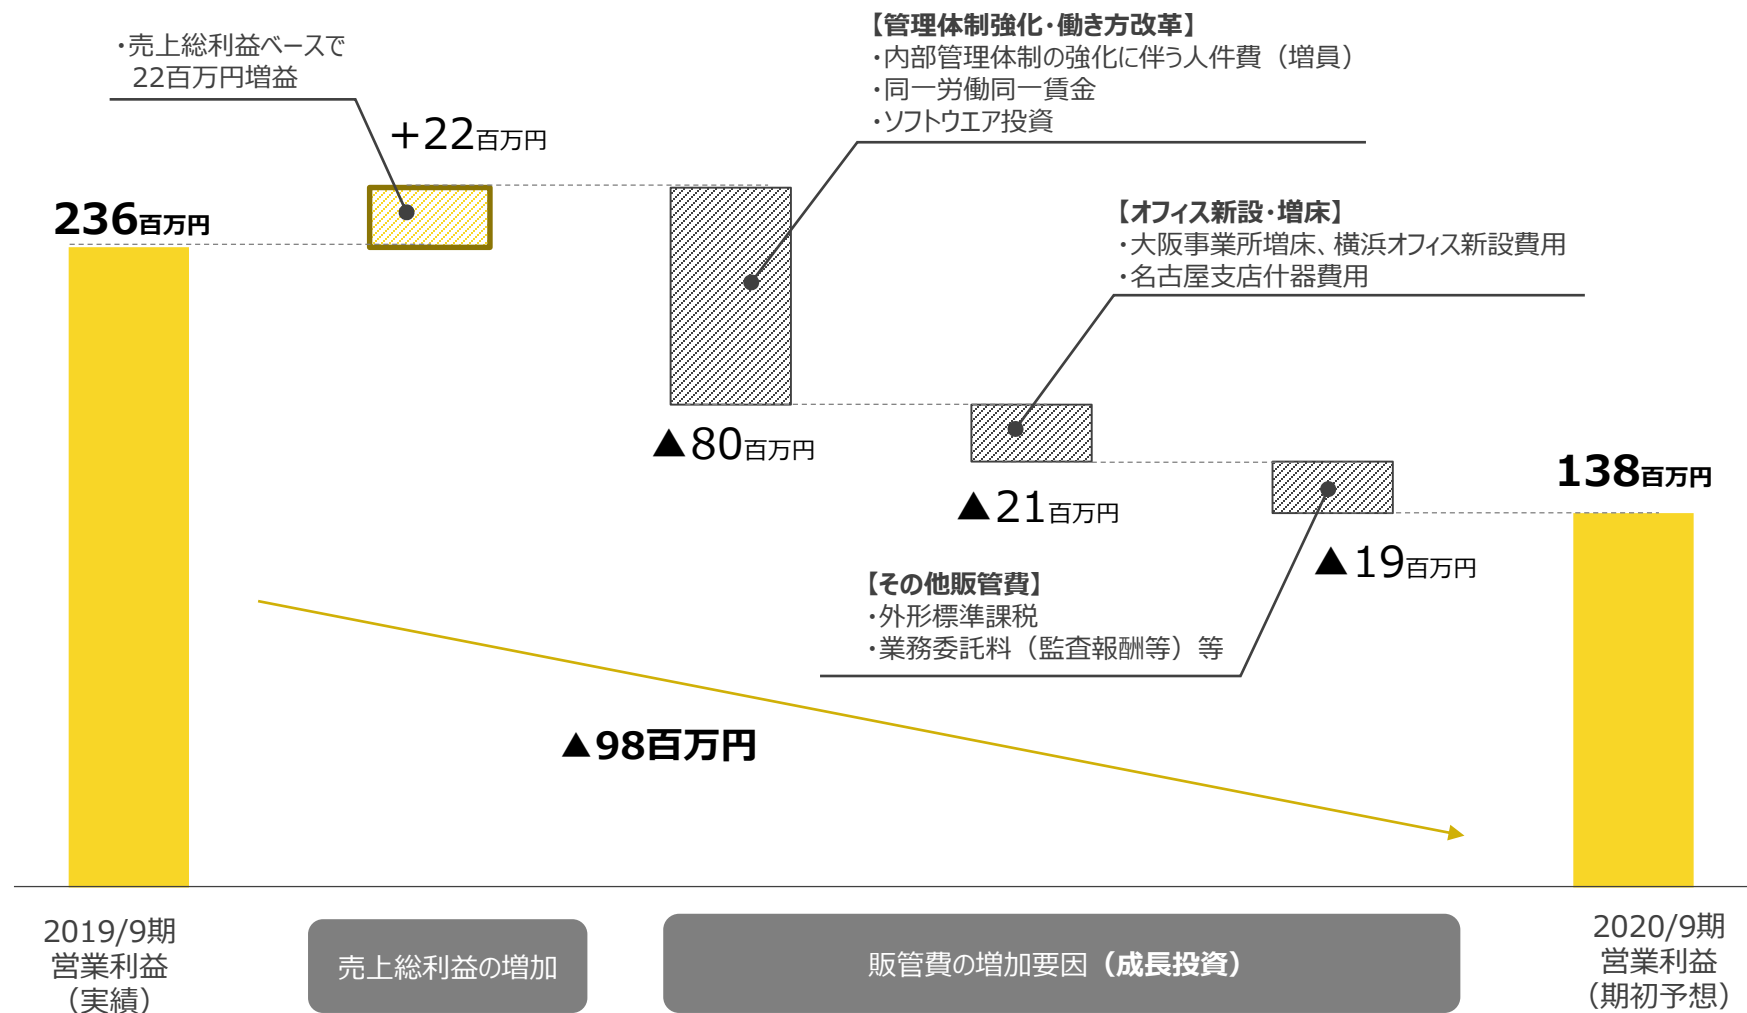 ・売上総利益ベースで
22百万円増益
+22百万円
236百万円
【管理体制強化・働き方改革】
・内部管理体制の強化に伴う人件費（増員）
・同一労働同一賃金
・ソフトウエア投資
▲80百万円
【オフィス新設・増床】
・大阪事業所増床、横浜オフィス新設費用
・名古屋支店什器費用
▲21百万円
【その他販管費】
・外形標準課税
・業務委託料（監査報酬等）等
▲19百万円
138百万円
▲98百万円
2019/9期
営業利益
（実績）
売上総利益の増加
販管費の増加要因（成長投資）
2020/9期
営業利益
（期初予想）